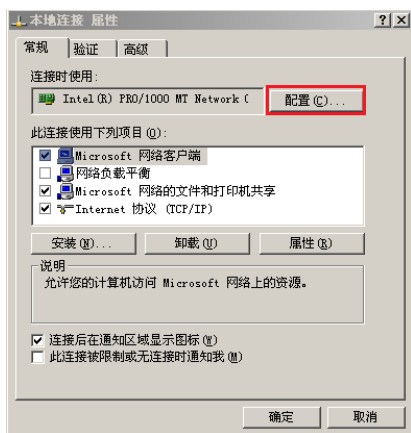 本地连接 属性
常规 验证 高级
连接时使用:
Intel(R) PRO/1000 MT Network C 配置(C)...
此连接使用下列项目(O):
Microsoft 网络客户端
网络负载平衡
Microsoft 网络的文件和打印机共享
Internet 协议 (TCP/IP)
安装(N)... 卸载(U) 属性(R)
说明
允许您的计算机访问 Microsoft 网络上的资源。
连接后在通知区域显示图标(W)
此连接被限制或无连接时通知我(M)
确定 取消